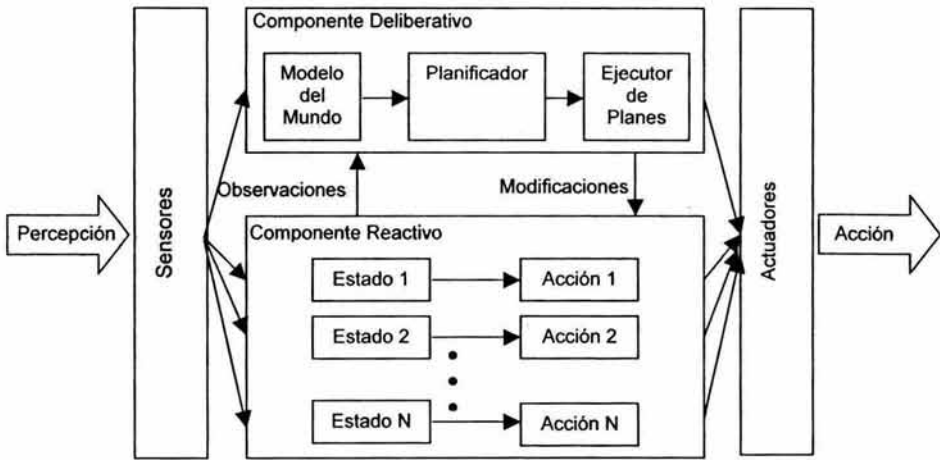 Componente Deliberativo
Modelo
del
Mundo
Planificador
Ejecutor
de
Planes
Observaciones
Modificaciones
Percepción
Sensores
Componente Reactivo
Estado 1
Acción 1
Estado 2
Acción 2
Estado N
Acción N
Actuadores
Acción